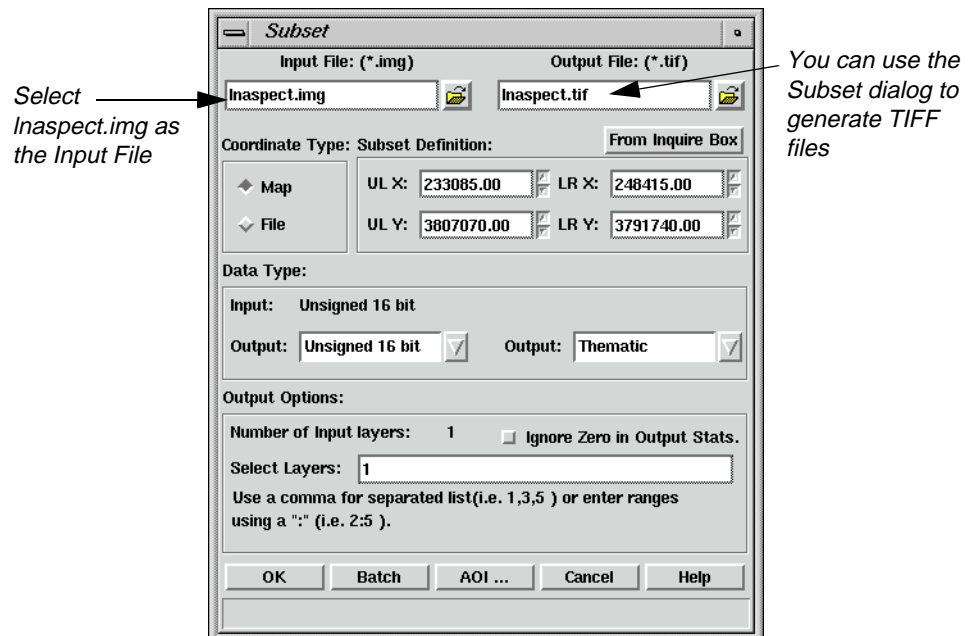 Subset
Input File: (*.img)
Output File: (*.tif)
lnaspect.img
lnaspect.tif
Select
lnaspect.img as
the Input File
You can use the
Subset dialog to
generate TIFF
files
From Inquire Box
Coordinate Type: Subset Definition:
Map
File
UL X: 233085.00
LR X: 248415.00
UL Y: 3807070.00
LR Y: 3791740.00
Data Type:
Input: Unsigned 16 bit
Output: Unsigned 16 bit
Output: Thematic
Output Options:
Number of Input layers: 1
Ignore Zero in Output Stats.
Select Layers: 1
Use a comma for separated list(i.e. 1,3,5 ) or enter ranges
using a ":" (i.e. 2:5 ).
OK
Batch
AOI ...
Cancel
Help